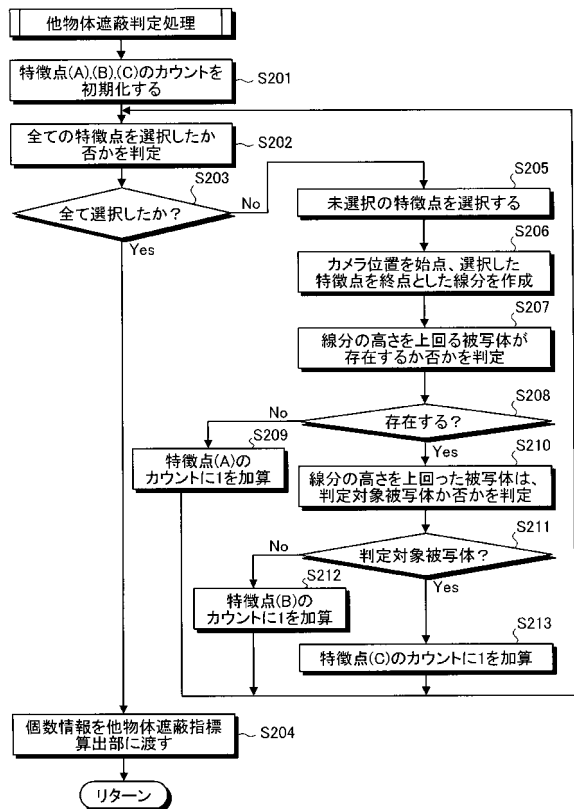 他物体遮蔽判定処理
特徴点(A),(B),(C)のカウントを
初期化する
S201
全ての特徴点を選択したか
否かを判定
S202
S203
全て選択したか?
No
Yes
S205
未選択の特徴点を選択する
S206
カメラ位置を始点、選択した
特徴点を終点とした線分を作成
S207
線分の高さを上回る被写体が
存在するか否かを判定
S208
存在する?
No
Yes
S209
特徴点(A)の
カウントに1を加算
S210
線分の高さを上回った被写体は、
判定対象被写体か否かを判定
S211
判定対象被写体?
No
Yes
S212
特徴点(B)の
カウントに1を加算
S213
特徴点(C)のカウントに1を加算
個数情報を他物体遮蔽指標
算出部に渡す
S204
リターン